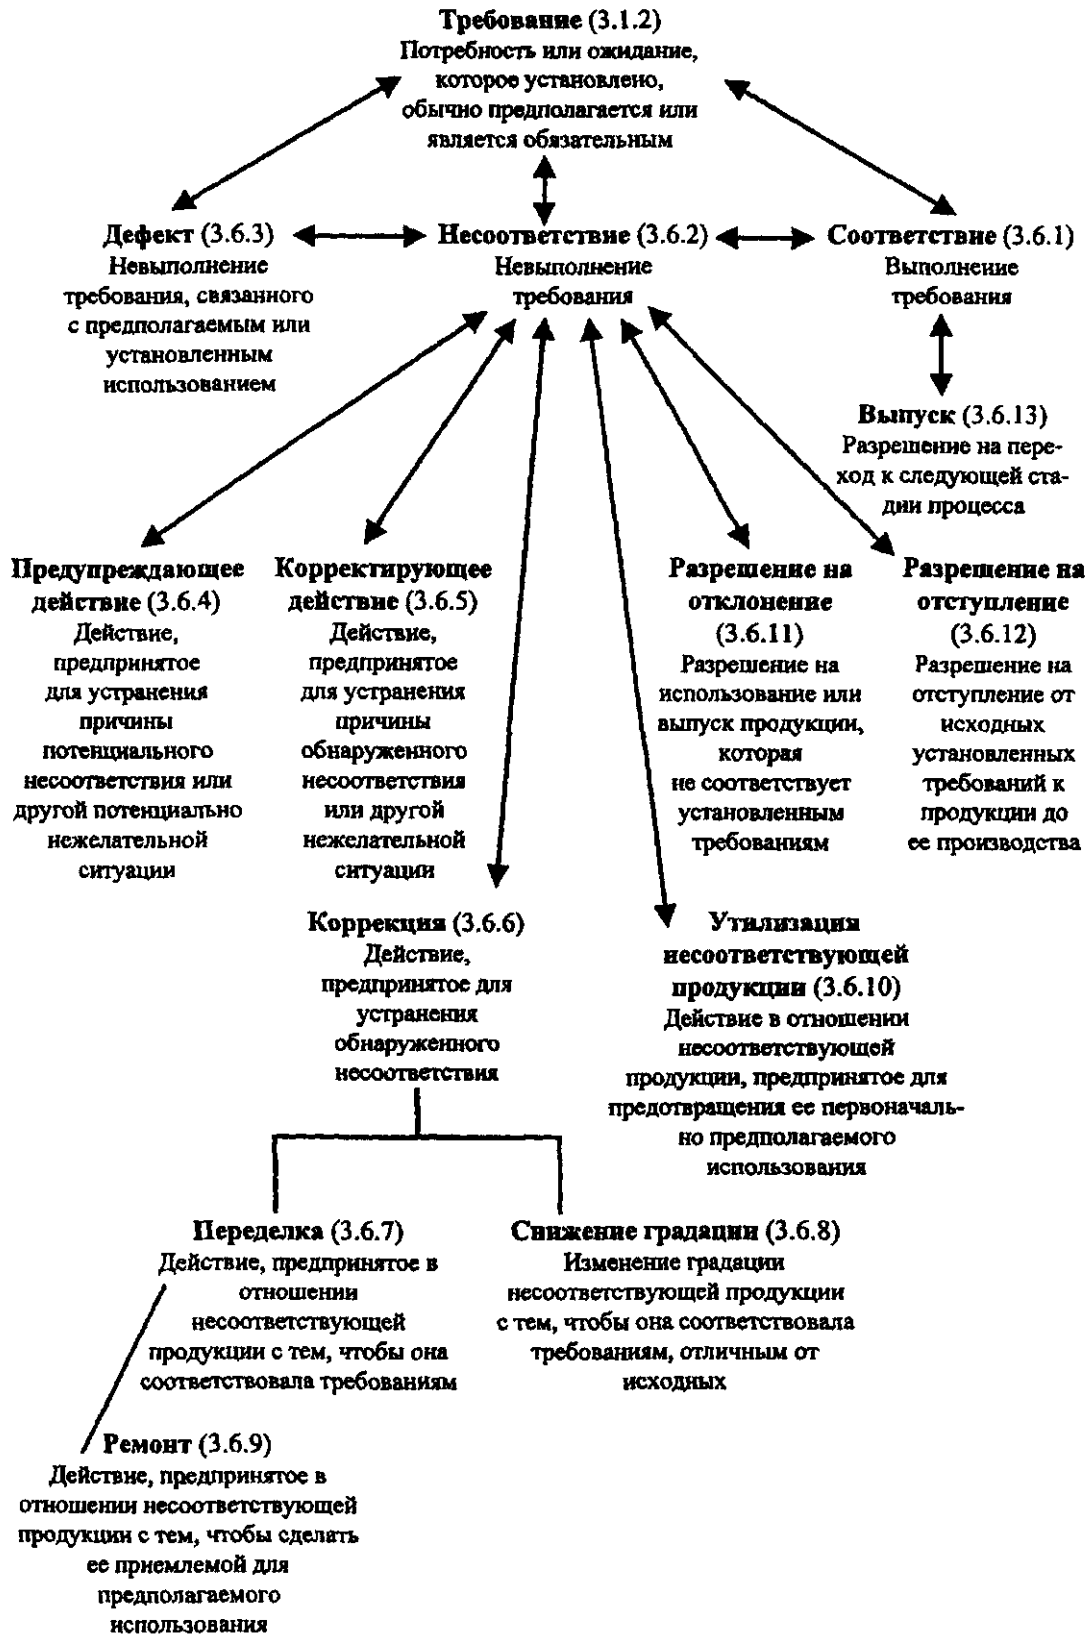 Требование (3.1.2)
Потребность или ожидание,
которое установлено,
обычно предполагается или
является обязательным
Дефект (3.6.3)
Невыполнение
требования, связанного
с предполагаемым или
установленным
использованием
Несоответствие (3.6.2)
Невыполнение
требования
Соответствие (3.6.1)
Выполнение
требования
Выпуск (3.6.13)
Разрешение на пере-
ход к следующей ста-
дии процесса
Предупреждающее
действие (3.6.4)
Действие,
предпринятое
для устранения
причины
потенциального
несоответствия или
другой потенциально
нежелательной
ситуации
Корректирующее
действие (3.6.5)
Действие,
предпринятое
для устранения
причины
обнаруженного
несоответствия
или другой
нежелательной
ситуации
Разрешение на
отклонение
(3.6.11)
Разрешение на
использование или
выпуск продукции,
которая
не соответствует
установленным
требованиям
Разрешение на
отступление
(3.6.12)
Разрешение на
отступление от
исходных
установленных
требований к
продукции до
ее производства
Коррекция (3.6.6)
Действие,
предпринятое для
устранения
обнаруженного
несоответствия
Утилизация
несоответствующей
продукции (3.6.10)
Действие в отношении
несоответствующей
продукции, предпринятое для
предотвращения ее первоначаль-
но предполагаемого
использования
Переделка (3.6.7)
Действие, предпринятое в
отношении
несоответствующей
продукции с тем, чтобы она
соответствовала требованиям
Снижение градации (3.6.8)
Изменение градации
несоответствующей продукции
с тем, чтобы она соответствовала
требованиям, отличным от
исходных
Ремонт (3.6.9)
Действие, предпринятое в
отношении несоответствующей
продукции с тем, чтобы сделать
ее приемлемой для
предполагаемого
использования